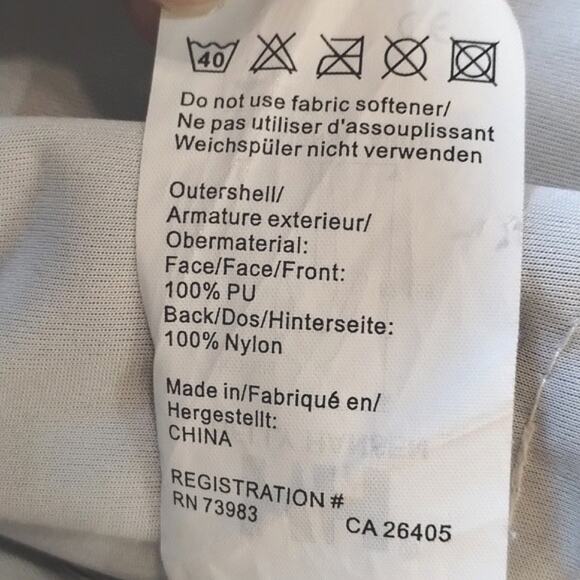 40
Do not use fabric softener/
Ne pas utiliser d'assouplissant
Weichspüler nicht verwenden
Outershell/
Armature exterieur/
Obermaterial:
Face/Face/Front:
100% PU
Back/Dos/Hinterseite:
100% Nylon
Made in/Fabriqué en/
Hergestellt:
CHINA
REGISTRATION #
RN 73983 CA 26405